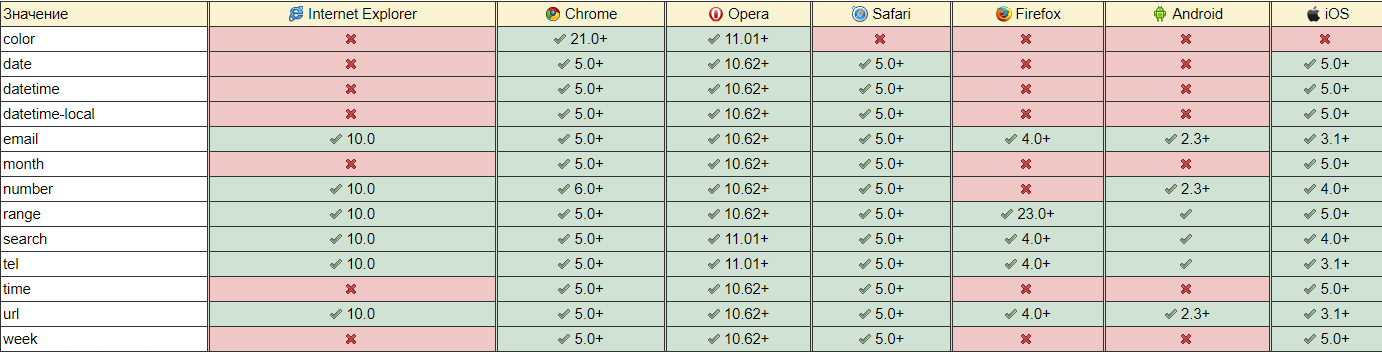 Значение Internet Explorer Chrome Opera Safari Firefox Android iOS
color ✖ ✓ 21.0+ ✓ 11.01+ ✖ ✖ ✖ ✖
date ✖ ✓ 5.0+ ✓ 10.62+ ✓ 5.0+ ✖ ✖ ✓ 5.0+
datetime ✖ ✓ 5.0+ ✓ 10.62+ ✓ 5.0+ ✖ ✖ ✓ 5.0+
datetime-local ✖ ✓ 5.0+ ✓ 10.62+ ✓ 5.0+ ✖ ✖ ✓ 5.0+
email ✓ 10.0 ✓ 5.0+ ✓ 10.62+ ✓ 5.0+ ✓ 4.0+ ✓ 2.3+ ✓ 3.1+
month ✖ ✓ 5.0+ ✓ 10.62+ ✓ 5.0+ ✖ ✖ ✓ 5.0+
number ✓ 10.0 ✓ 6.0+ ✓ 10.62+ ✓ 5.0+ ✖ ✓ 2.3+ ✓ 4.0+
range ✓ 10.0 ✓ 5.0+ ✓ 10.62+ ✓ 5.0+ ✓ 23.0+ ✓ ✓ 5.0+
search ✓ 10.0 ✓ 5.0+ ✓ 11.01+ ✓ 5.0+ ✓ 4.0+ ✓ ✓ 4.0+
tel ✓ 10.0 ✓ 5.0+ ✓ 11.01+ ✓ 5.0+ ✓ 4.0+ ✓ ✓ 3.1+
time ✖ ✓ 5.0+ ✓ 10.62+ ✓ 5.0+ ✖ ✖ ✓ 5.0+
url ✓ 10.0 ✓ 5.0+ ✓ 10.62+ ✓ 5.0+ ✓ 4.0+ ✓ 2.3+ ✓ 3.1+
week ✖ ✓ 5.0+ ✓ 10.62+ ✓ 5.0+ ✖ ✖ ✓ 5.0+